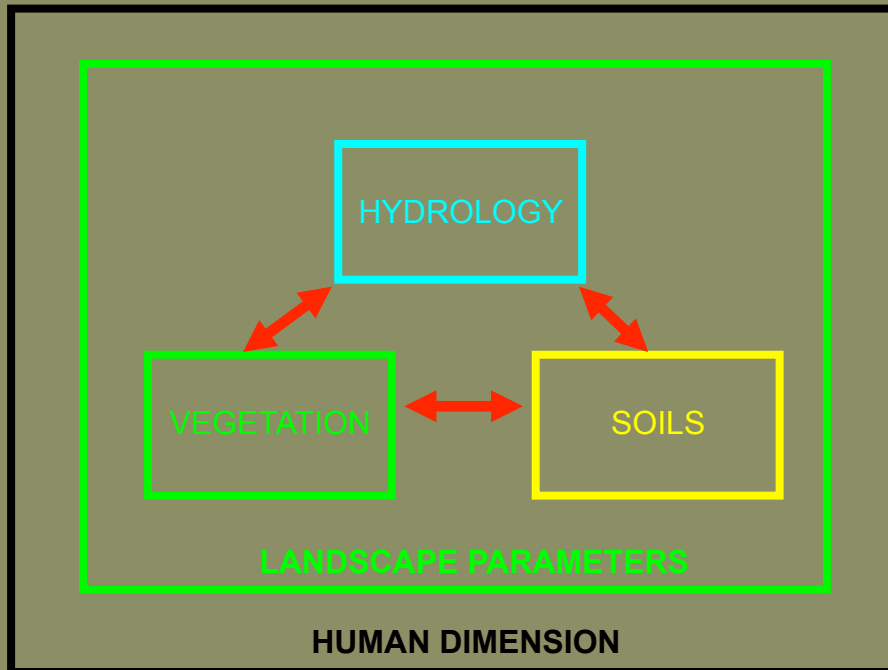 HYDROLOGY
VEGETATION
SOILS
LANDSCAPE PARAMETERS
HUMAN DIMENSION